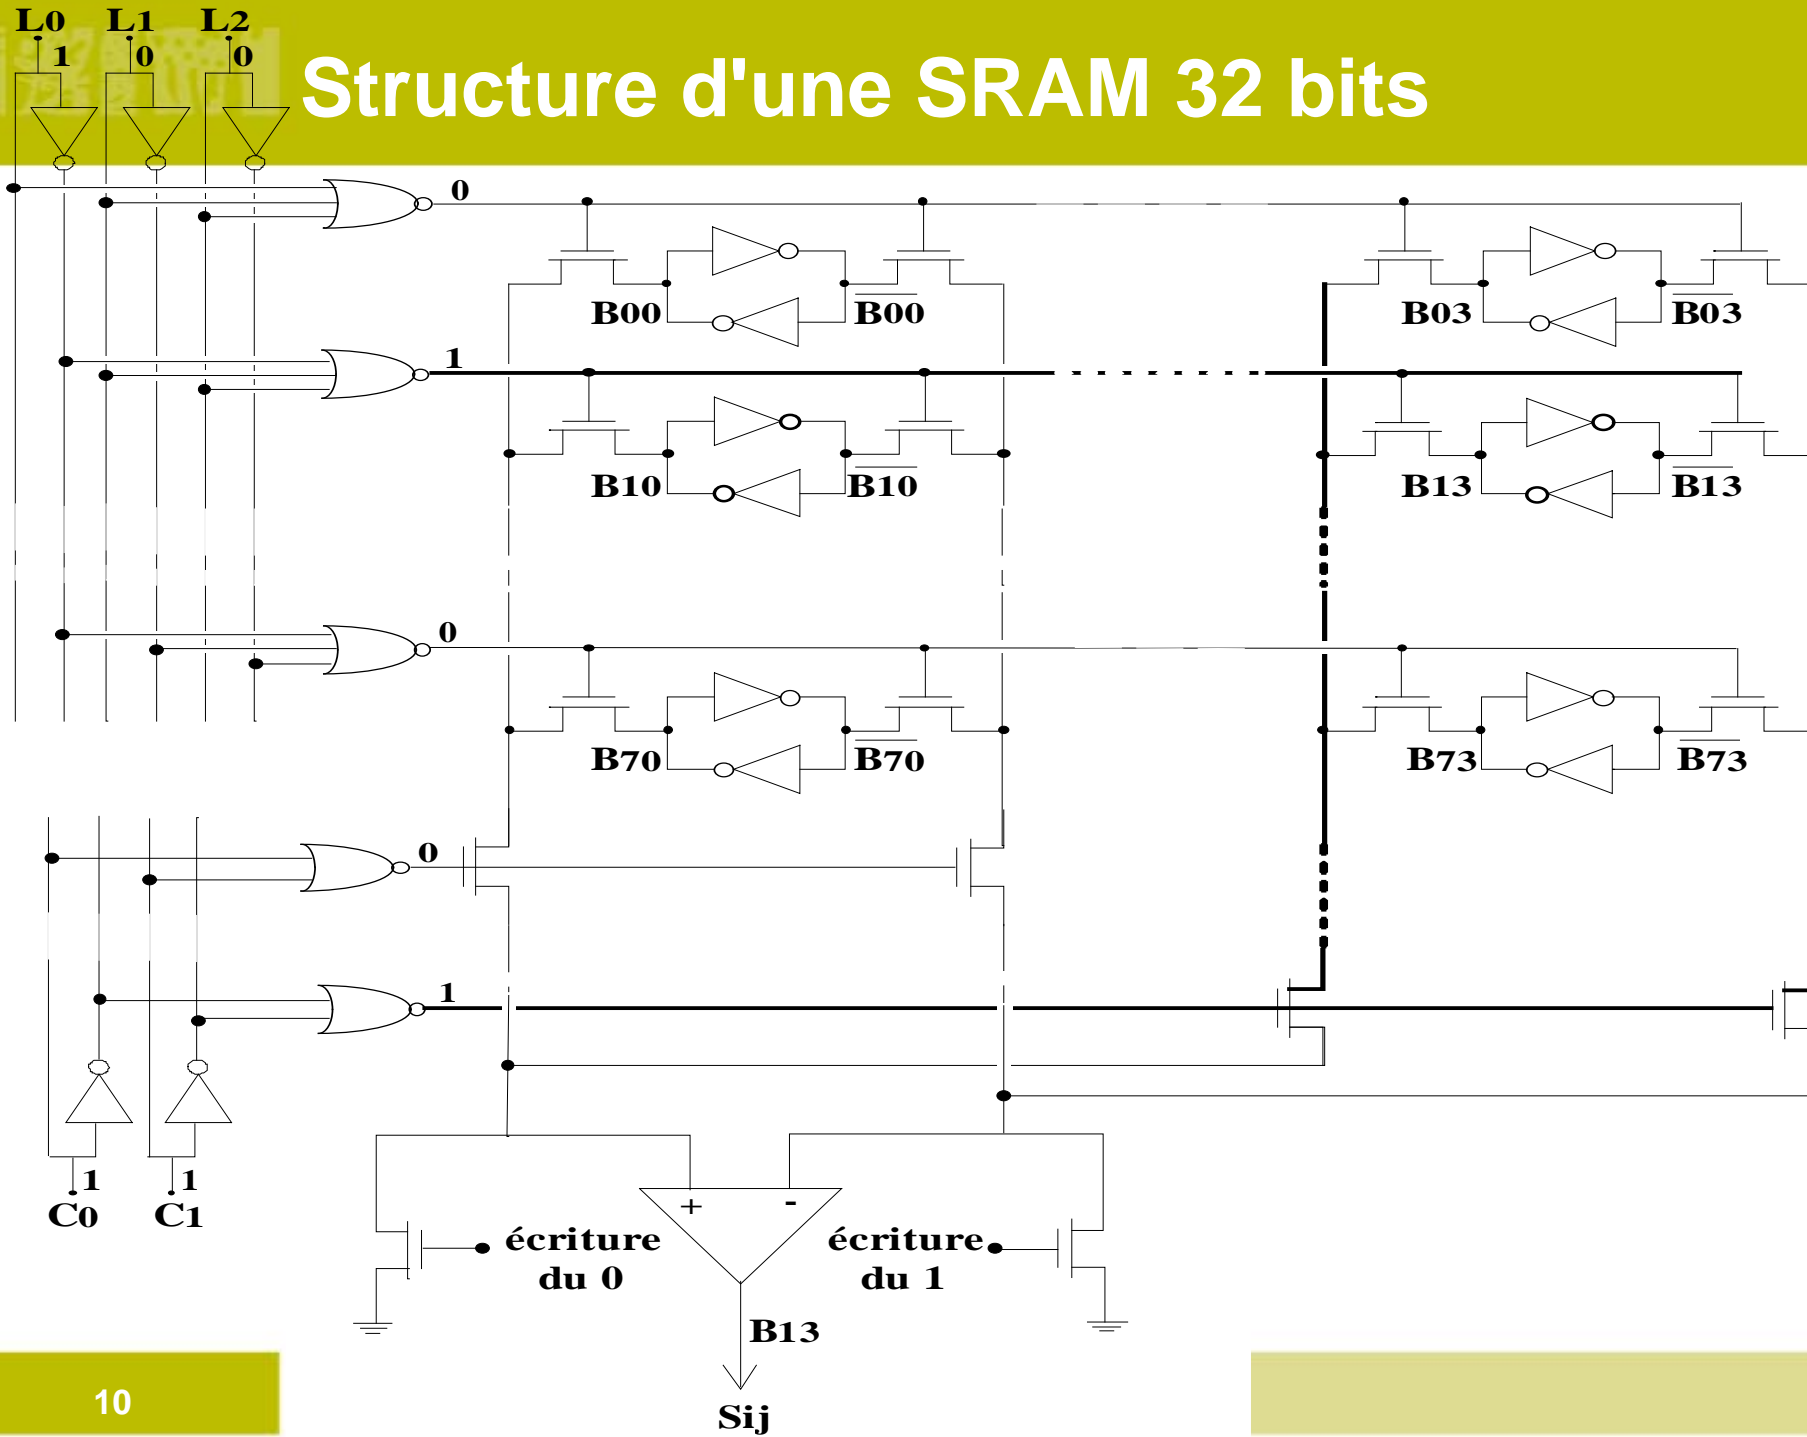 L0 L1 L2
1 0 0
Structure d'une SRAM 32 bits
0
B00 B00 B03 B03
1
B10 B10 B13 B13
0
B70 B70 B73 B73
0
1
1 1
C0 C1
+ -
écriture du 0
écriture du 1
B13
10
Sij